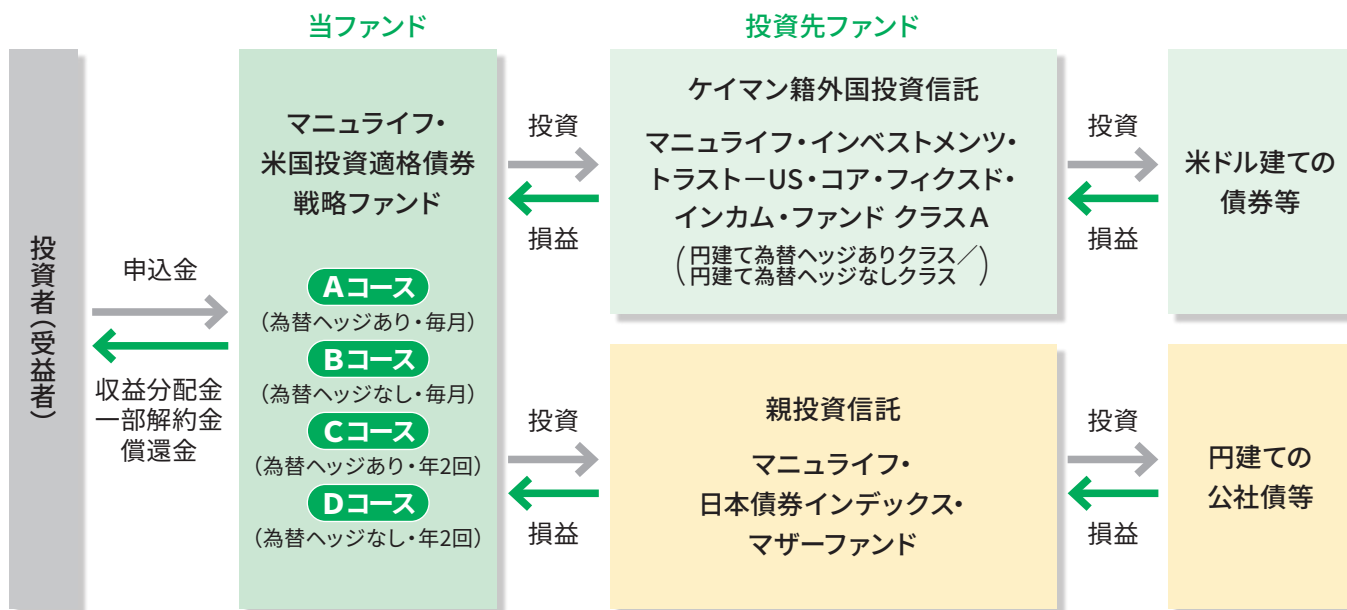 当ファンド
投資先ファンド
投資者(受益者)
申込金
収益分配金
一部解約金
償還金
マニュライフ・
米国投資適格債券
戦略ファンド
Aコース
(為替ヘッジあり・毎月)
Bコース
(為替ヘッジなし・毎月)
Cコース
(為替ヘッジあり・年2回)
Dコース
(為替ヘッジなし・年2回)
投資
損益
ケイマン籍外国投資信託
マニュライフ・インベストメンツ・
トラスト−US・コア・フィクスド・
インカム・ファンド クラスA
(円建て為替ヘッジありクラス/
円建て為替ヘッジなしクラス)
投資
損益
米ドル建ての
債券等
投資
損益
親投資信託
マニュライフ・
日本債券インデックス・
マザーファンド
投資
損益
円建ての
公社債等